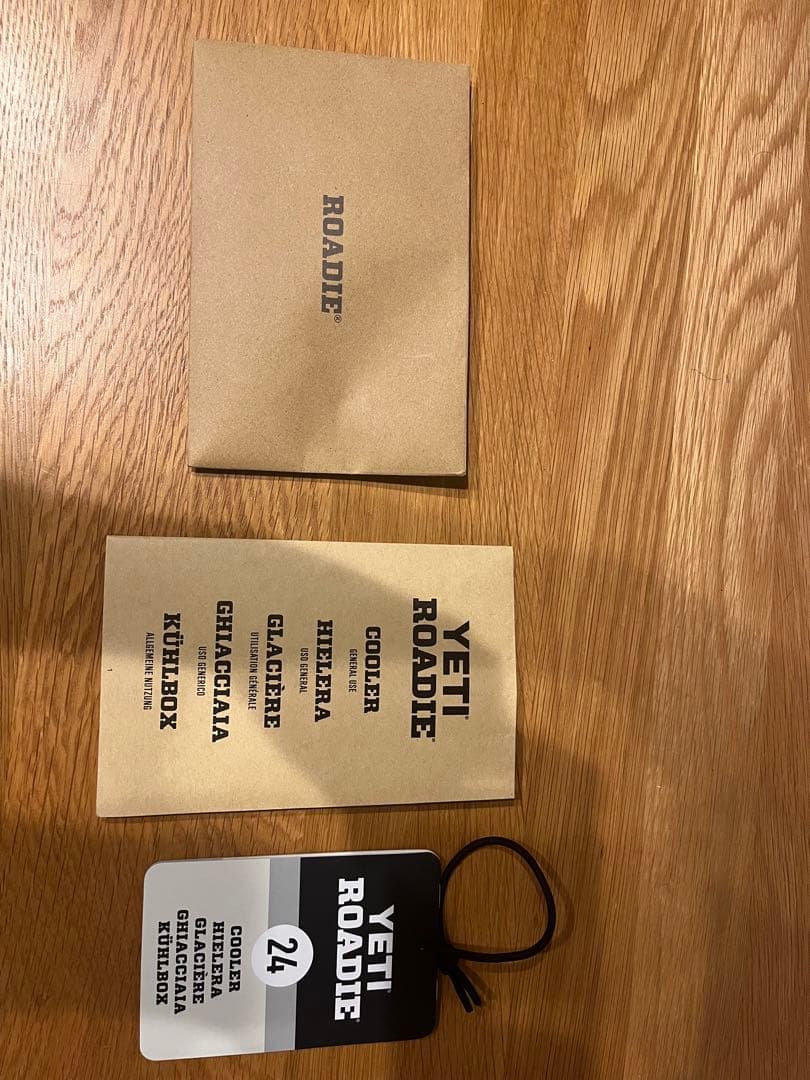 ROADIE®
YETI®
ROADIE®
COOLER
GENERAL USE
HIELERA
USO GENERAL
GLACIÈRE
UTILISATION GÉNÉRALE
GHIACCIAIA
USO GENERICO
KÜHLBOX
ALLGEMEINE NUTZUNG
1
YETI®
ROADIE®
24
COOLER
HIELERA
GLACIÈRE
GHIACCIAIA
KÜHLBOX